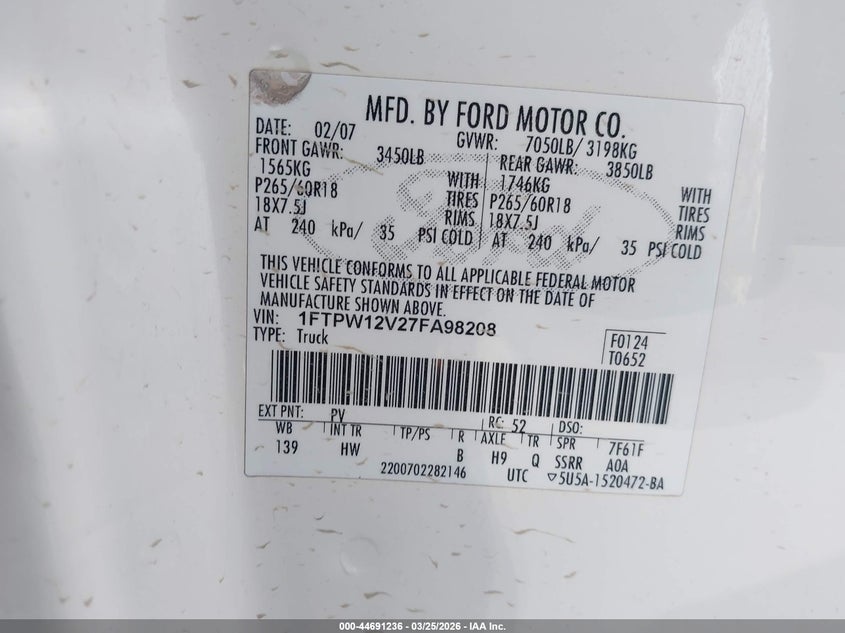 MFD. BY FORD MOTOR CO.
DATE: 02/07 GVWR: 7050LB/ 3198KG
FRONT GAWR: 3450LB REAR GAWR: 3850LB
1565KG WITH 1746KG WITH
P265/60R18 TIRES P265/60R18 TIRES
18X7.5J RIMS 18X7.5J RIMS
AT 240 kPa/ 35 PSI COLD AT 240 kPa/ 35 PSI COLD
Ford
THIS VEHICLE CONFORMS TO ALL APPLICABLE FEDERAL MOTOR
VEHICLE SAFETY STANDARDS IN EFFECT ON THE DATE OF
MANUFACTURE SHOWN ABOVE.
VIN: 1FTPW12V27FA98208
TYPE: Truck
F0124
T0652
EXT PNT: PV RC: 52 DSO:
WB INT TR TP/PS R AXLE TR SPR 7F61F
139 HW B H9 Q SSRR AOA
2200702282146 UTC ▽5U5A-1520472-BA
000-44691236 - 03/25/2026 - IAA Inc.